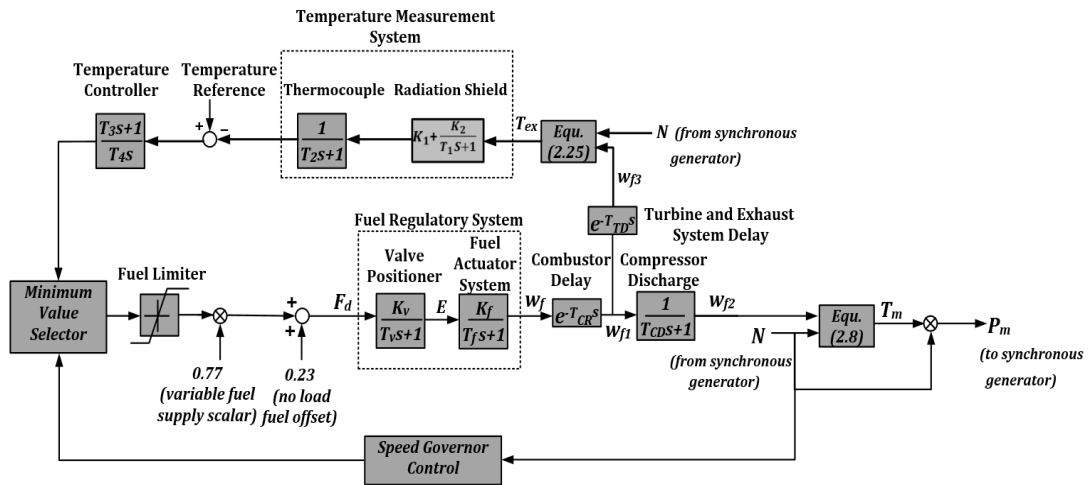 Temperature Measurement
System
Temperature
Controller
Temperature
Reference
Thermocouple
Radiation Shield
T3s+1
T4s
+
−
1
T2s+1
K1+ K2
T1s+1
Tex
Equ.
(2.25)
N (from synchronous
generator)
wf3
e-TTDs
Turbine and Exhaust
System Delay
Fuel Regulatory System
Fuel Limiter
Valve
Positioner
Fuel
Actuator
System
Combustor
Delay
Compressor
Discharge
Minimum
Value
Selector
+
+
Fd
Kv
Tvs+1
E
Kf
Tfs+1
wf
e-TCRs
wf1
1
TCDs+1
wf2
Equ.
(2.8)
Tm
Pm
(to synchronous
generator)
N
(from synchronous
generator)
0.77
(variable fuel
supply scalar)
0.23
(no load
fuel offset)
Speed Governor
Control